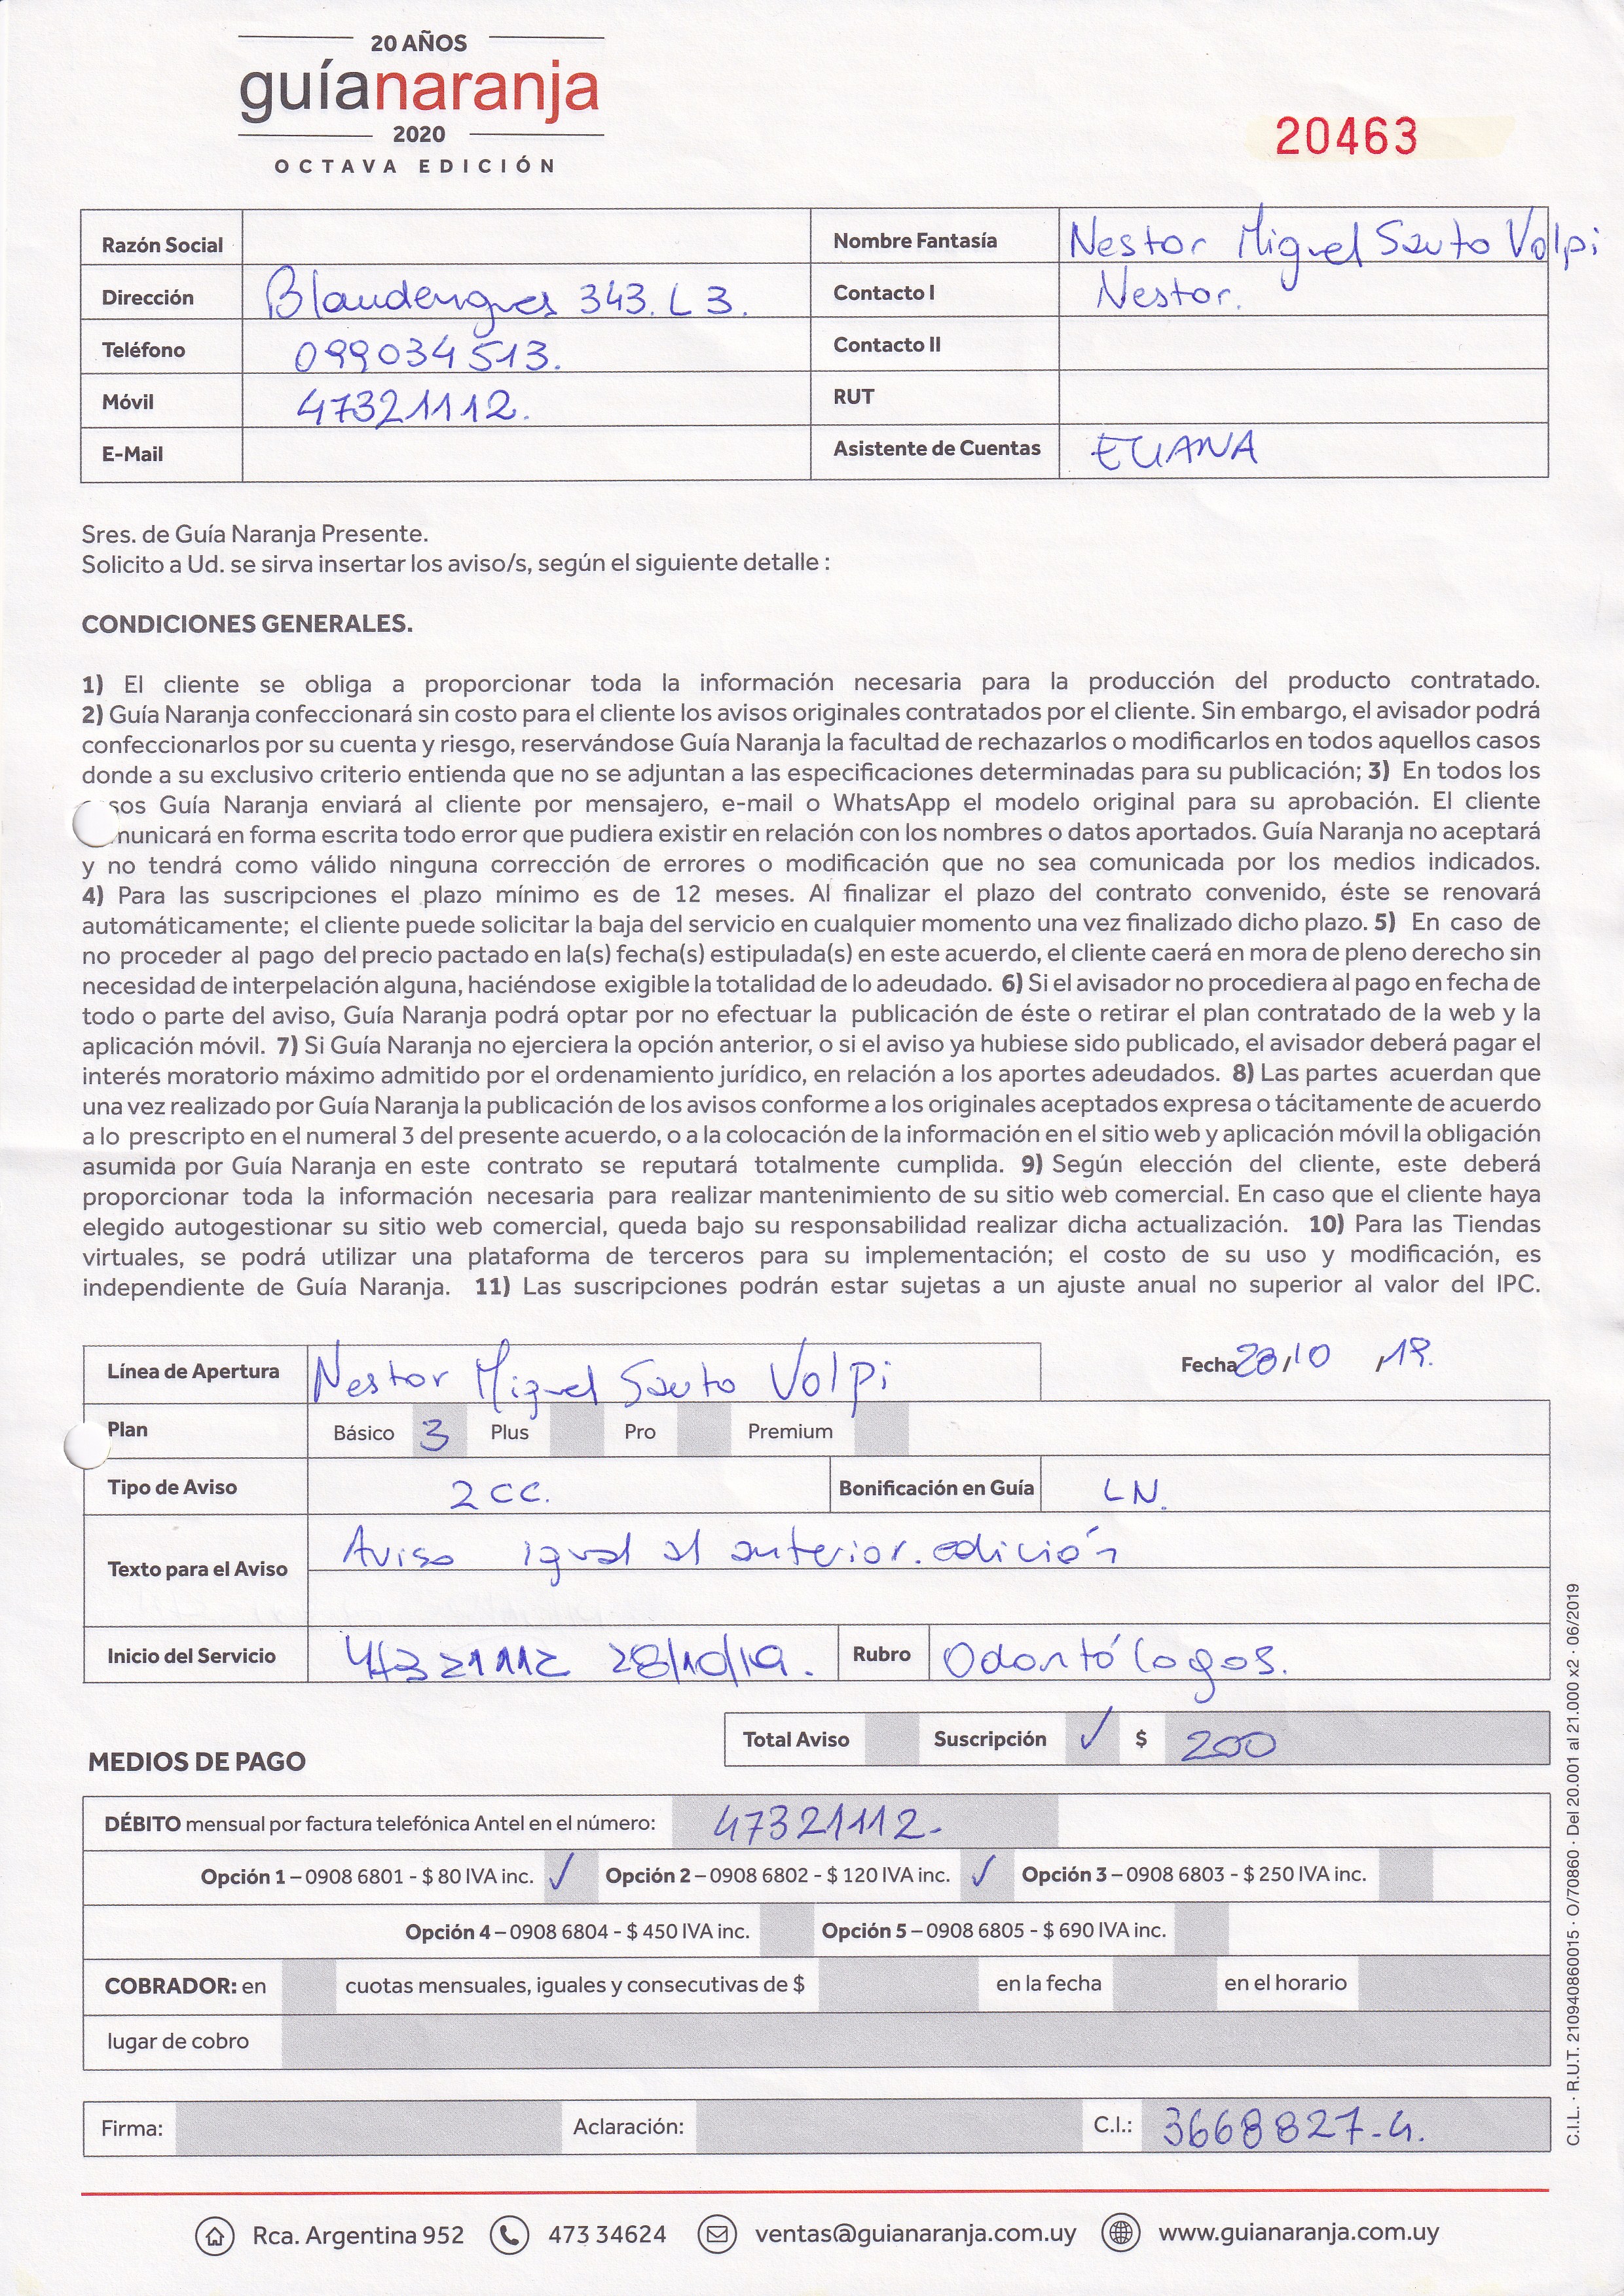 20 AÑOS
guíanaranja
2020
OCTAVA EDICIÓN
20463
Razón Social
Nombre Fantasía Nestor Miguel Sauto Volpi
Dirección Blandengues 343. L 3.
Contacto I Nestor.
Teléfono 099034513.
Contacto II
Móvil 47321112.
RUT
E-Mail
Asistente de Cuentas ELIANA
Sres. de Guía Naranja Presente.
Solicito a Ud. se sirva insertar los aviso/s, según el siguiente detalle :
CONDICIONES GENERALES.
1) El cliente se obliga a proporcionar toda la información necesaria para la producción del producto contratado.
2) Guía Naranja confeccionará sin costo para el cliente los avisos originales contratados por el cliente. Sin embargo, el avisador podrá
confeccionarlos por su cuenta y riesgo, reservándose Guía Naranja la facultad de rechazarlos o modificarlos en todos aquellos casos
donde a su exclusivo criterio entienda que no se adjuntan a las especificaciones determinadas para su publicación; 3) En todos los
sos Guía Naranja enviará al cliente por mensajero, e-mail o WhatsApp el modelo original para su aprobación. El cliente
municará en forma escrita todo error que pudiera existir en relación con los nombres o datos aportados. Guía Naranja no aceptará
y no tendrá como válido ninguna corrección de errores o modificación que no sea comunicada por los medios indicados.
4) Para las suscripciones el plazo mínimo es de 12 meses. Al finalizar el plazo del contrato convenido, éste se renovará
automáticamente; el cliente puede solicitar la baja del servicio en cualquier momento una vez finalizado dicho plazo. 5) En caso de
no proceder al pago del precio pactado en la(s) fecha(s) estipulada(s) en este acuerdo, el cliente caerá en mora de pleno derecho sin
necesidad de interpelación alguna, haciéndose exigible la totalidad de lo adeudado. 6) Si el avisador no procediera al pago en fecha de
todo o parte del aviso, Guía Naranja podrá optar por no efectuar la publicación de éste o retirar el plan contratado de la web y la
aplicación móvil. 7) Si Guía Naranja no ejerciera la opción anterior, o si el aviso ya hubiese sido publicado, el avisador deberá pagar el
interés moratorio máximo admitido por el ordenamiento jurídico, en relación a los aportes adeudados. 8) Las partes acuerdan que
una vez realizado por Guía Naranja la publicación de los avisos conforme a los originales aceptados expresa o tácitamente de acuerdo
a lo prescripto en el numeral 3 del presente acuerdo, o a la colocación de la información en el sitio web y aplicación móvil la obligación
asumida por Guía Naranja en este contrato se reputará totalmente cumplida. 9) Según elección del cliente, este deberá
proporcionar toda la información necesaria para realizar mantenimiento de su sitio web comercial. En caso que el cliente haya
elegido autogestionar su sitio web comercial, queda bajo su responsabilidad realizar dicha actualización. 10) Para las Tiendas
virtuales, se podrá utilizar una plataforma de terceros para su implementación; el costo de su uso y modificación, es
independiente de Guía Naranja. 11) Las suscripciones podrán estar sujetas a un ajuste anual no superior al valor del IPC.
Línea de Apertura Nestor Miguel Sauto Volpi
Fecha 28/10/19.
Plan Básico 3 Plus Pro Premium
Tipo de Aviso 2 CC. Bonificación en Guía LN.
Texto para el Aviso Aviso igual al anterior. edición
Inicio del Servicio 47321112 28/10/19. Rubro Odontólogos.
Total Aviso Suscripción ✓ $ 200
MEDIOS DE PAGO
DÉBITO mensual por factura telefónica Antel en el número: 47321112-
Opción 1 – 0908 6801 - $ 80 IVA inc. ✓ Opción 2 – 0908 6802 - $ 120 IVA inc. ✓ Opción 3 – 0908 6803 - $ 250 IVA inc.
Opción 4 – 0908 6804 - $ 450 IVA inc. Opción 5 – 0908 6805 - $ 690 IVA inc.
COBRADOR: en cuotas mensuales, iguales y consecutivas de $ en la fecha en el horario
lugar de cobro
Firma: Aclaración: C.I.: 3668827-4.
Rca. Argentina 952 473 34624 ventas@guianaranja.com.uy www.guianaranja.com.uy
C.I.L. · R.U.T. 210940860015 · O/70860 · Del 20.001 al 21.000 x2 · 06/2019